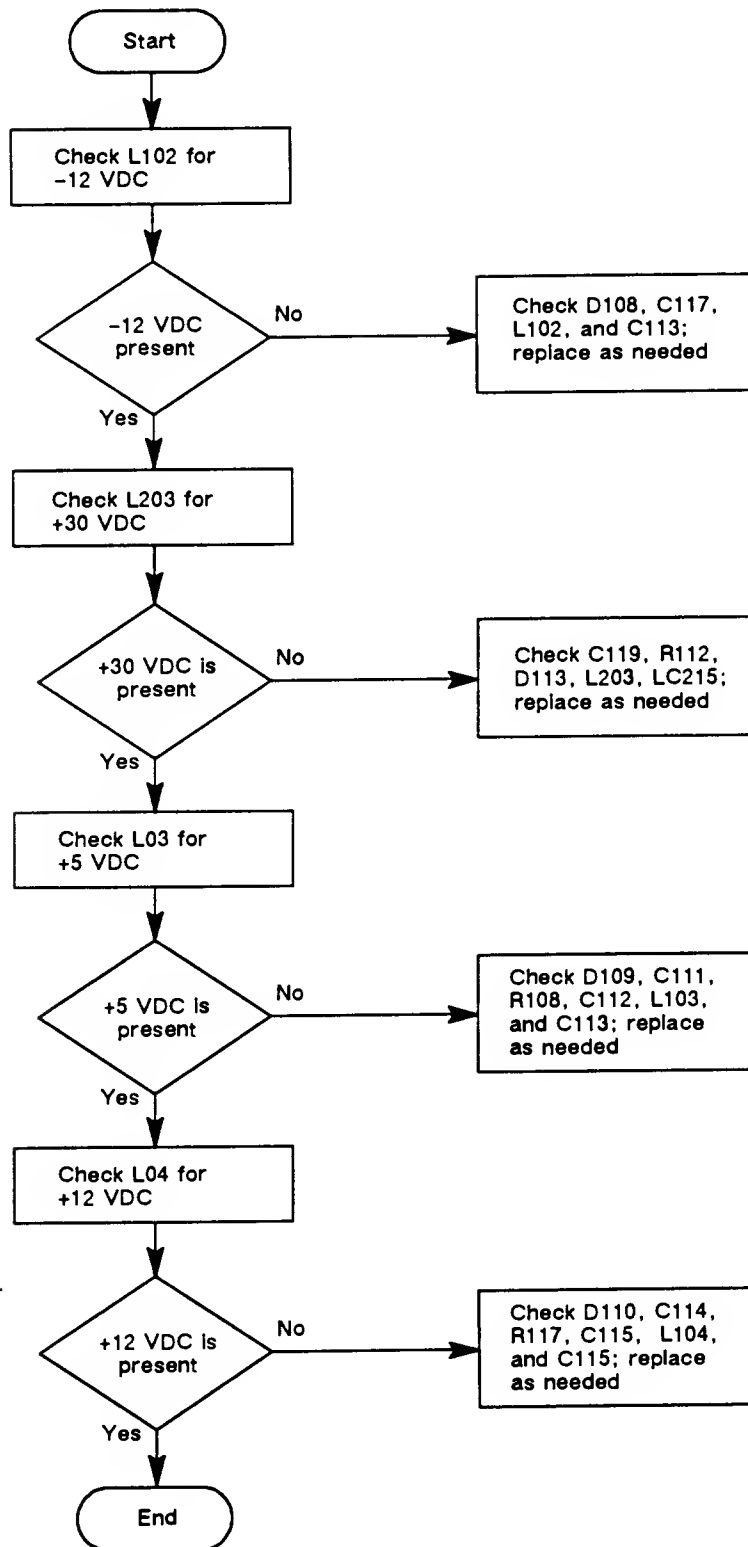 Start
Check L102 for
–12 VDC
–12 VDC
present
No
Check D108, C117,
L102, and C113;
replace as needed
Yes
Check L203 for
+30 VDC
+30 VDC is
present
No
Check C119, R112,
D113, L203, LC215;
replace as needed
Yes
Check L03 for
+5 VDC
+5 VDC is
present
No
Check D109, C111,
R108, C112, L103,
and C113; replace
as needed
Yes
Check L04 for
+12 VDC
+12 VDC is
present
No
Check D110, C114,
R117, C115, L104,
and C115; replace
as needed
Yes
End